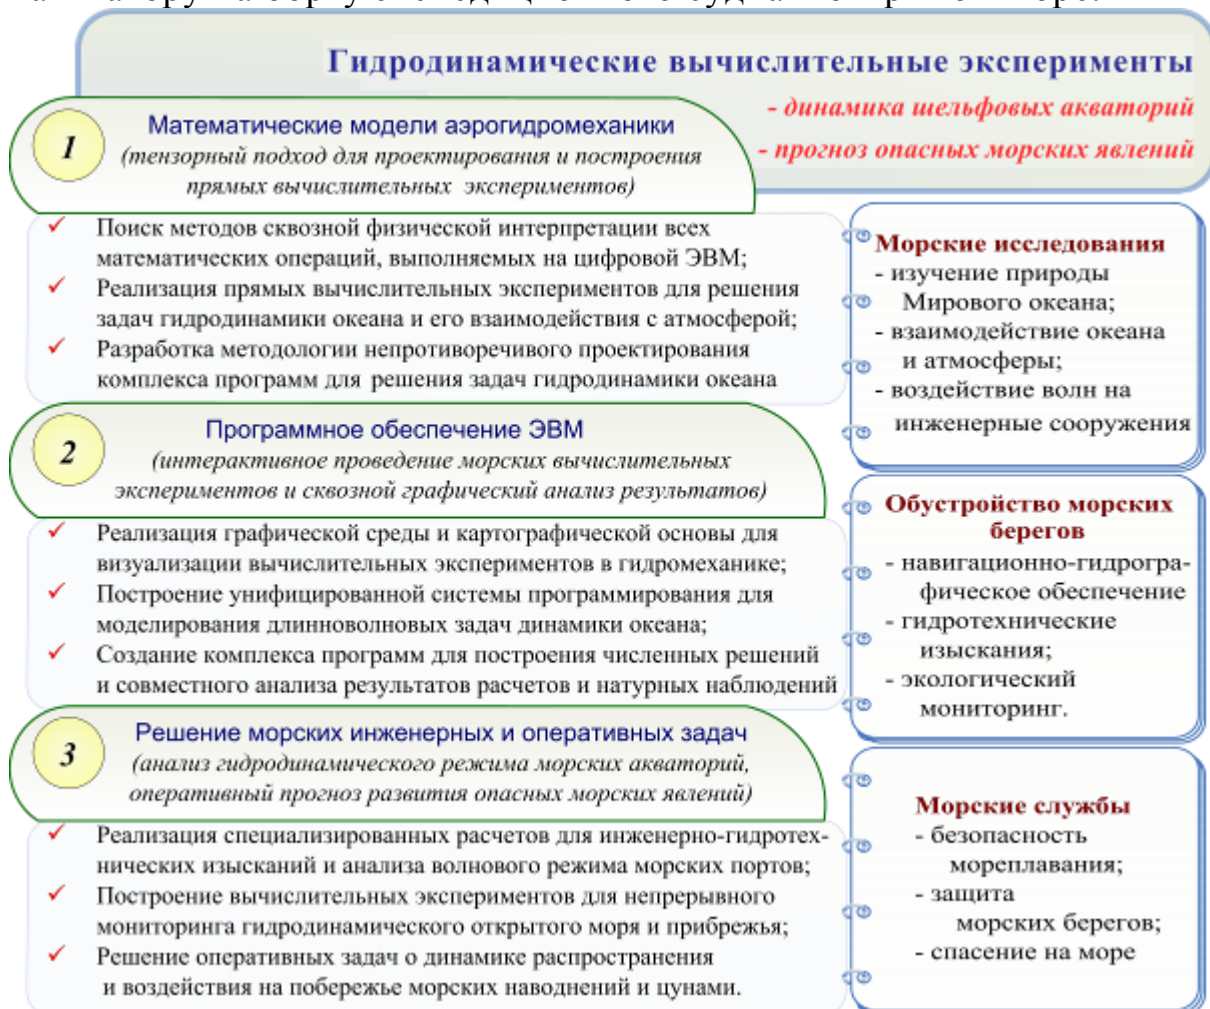 Гидродинамические вычислительные эксперименты
- динамика шельфовых акваторий
- прогноз опасных морских явлений
1
Математические модели аэрогидромеханики
(тензорный подход для проектирования и построения
прямых вычислительных экспериментов)
✓ Поиск методов сквозной физической интерпретации всех
математических операций, выполняемых на цифровой ЭВМ;
✓ Реализация прямых вычислительных экспериментов для решения
задач гидродинамики океана и его взаимодействия с атмосферой;
✓ Разработка методологии непротиворечивого проектирования
комплекса программ для решения задач гидродинамики океана
2
Программное обеспечение ЭВМ
(интерактивное проведение морских вычислительных
экспериментов и сквозной графический анализ результатов)
✓ Реализация графической среды и картографической основы для
визуализации вычислительных экспериментов в гидромеханике;
✓ Построение унифицированной системы программирования для
моделирования длинноволновых задач динамики океана;
✓ Создание комплекса программ для построения численных решений
и совместного анализа результатов расчетов и натурных наблюдений
3
Решение морских инженерных и оперативных задач
(анализ гидродинамического режима морских акваторий,
оперативный прогноз развития опасных морских явлений)
✓ Реализация специализированных расчетов для инженерно-гидротех-
нических изысканий и анализа волнового режима морских портов;
✓ Построение вычислительных экспериментов для непрерывного
мониторинга гидродинамического открытого моря и прибрежья;
✓ Решение оперативных задач о динамике распространения
и воздействия на побережье морских наводнений и цунами.
Морские исследования
- изучение природы
Мирового океана;
- взаимодействие океана
и атмосферы;
- воздействие волн на
инженерные сооружения
Обустройство морских
берегов
- навигационно-гидрогра-
фическое обеспечение
- гидротехнические
изыскания;
- экологический
мониторинг.
Морские службы
- безопасность
мореплавания;
- защита
морских берегов;
- спасение на море